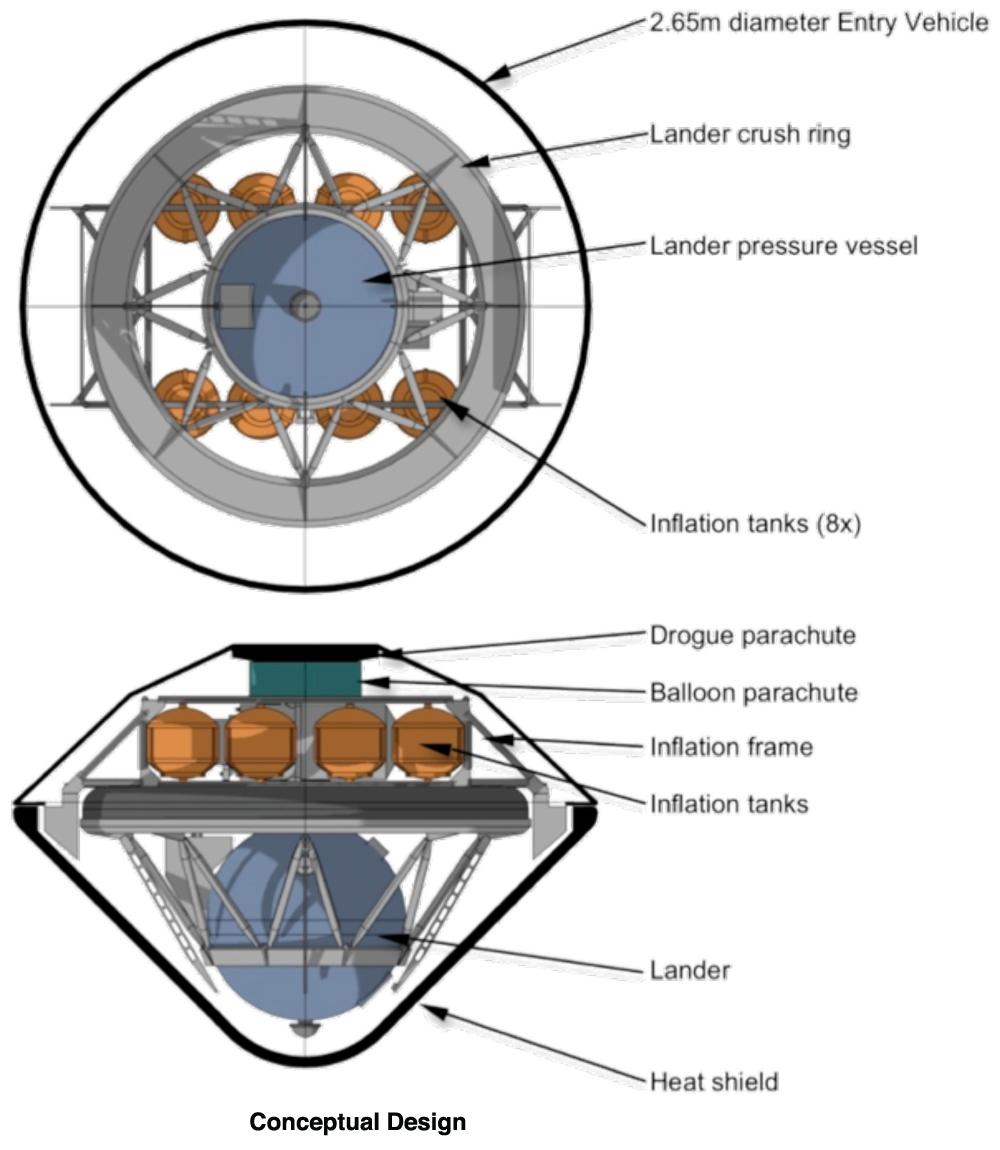 2.65m diameter Entry Vehicle
Lander crush ring
Lander pressure vessel
Inflation tanks (8x)
Drogue parachute
Balloon parachute
Inflation frame
Inflation tanks
Lander
Heat shield
Conceptual Design